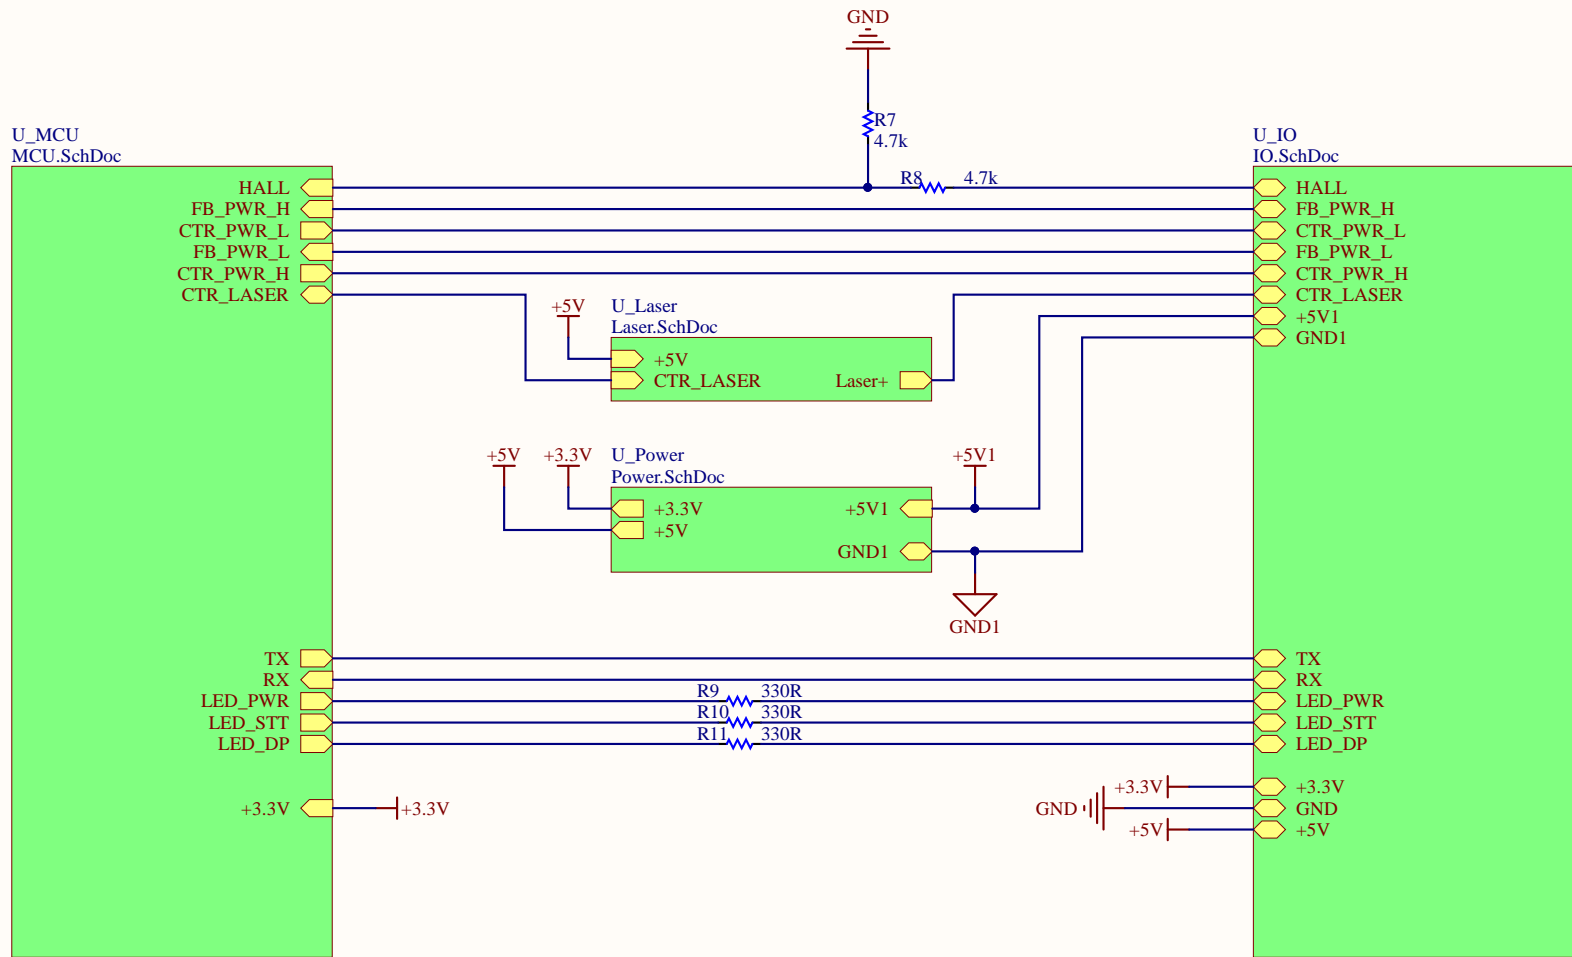 GND
R7
4.7k
U_MCU
MCU.SchDoc
U_IO
IO.SchDoc
HALL
R8 4.7k
HALL
FB_PWR_H
FB_PWR_H
CTR_PWR_L
CTR_PWR_L
FB_PWR_L
FB_PWR_L
CTR_PWR_H
CTR_PWR_H
CTR_LASER
CTR_LASER
+5V1
GND1
+5V
U_Laser
Laser.SchDoc
+5V
CTR_LASER
Laser+
+5V
+3.3V
U_Power
Power.SchDoc
+5V1
+3.3V
+5V1
+5V
GND1
GND1
TX
TX
RX
RX
LED_PWR
R9 330R
LED_PWR
LED_STT
R10 330R
LED_STT
LED_DP
R11 330R
LED_DP
+3.3V
+3.3V
+3.3V
+3.3V
GND
GND
+5V
+5V